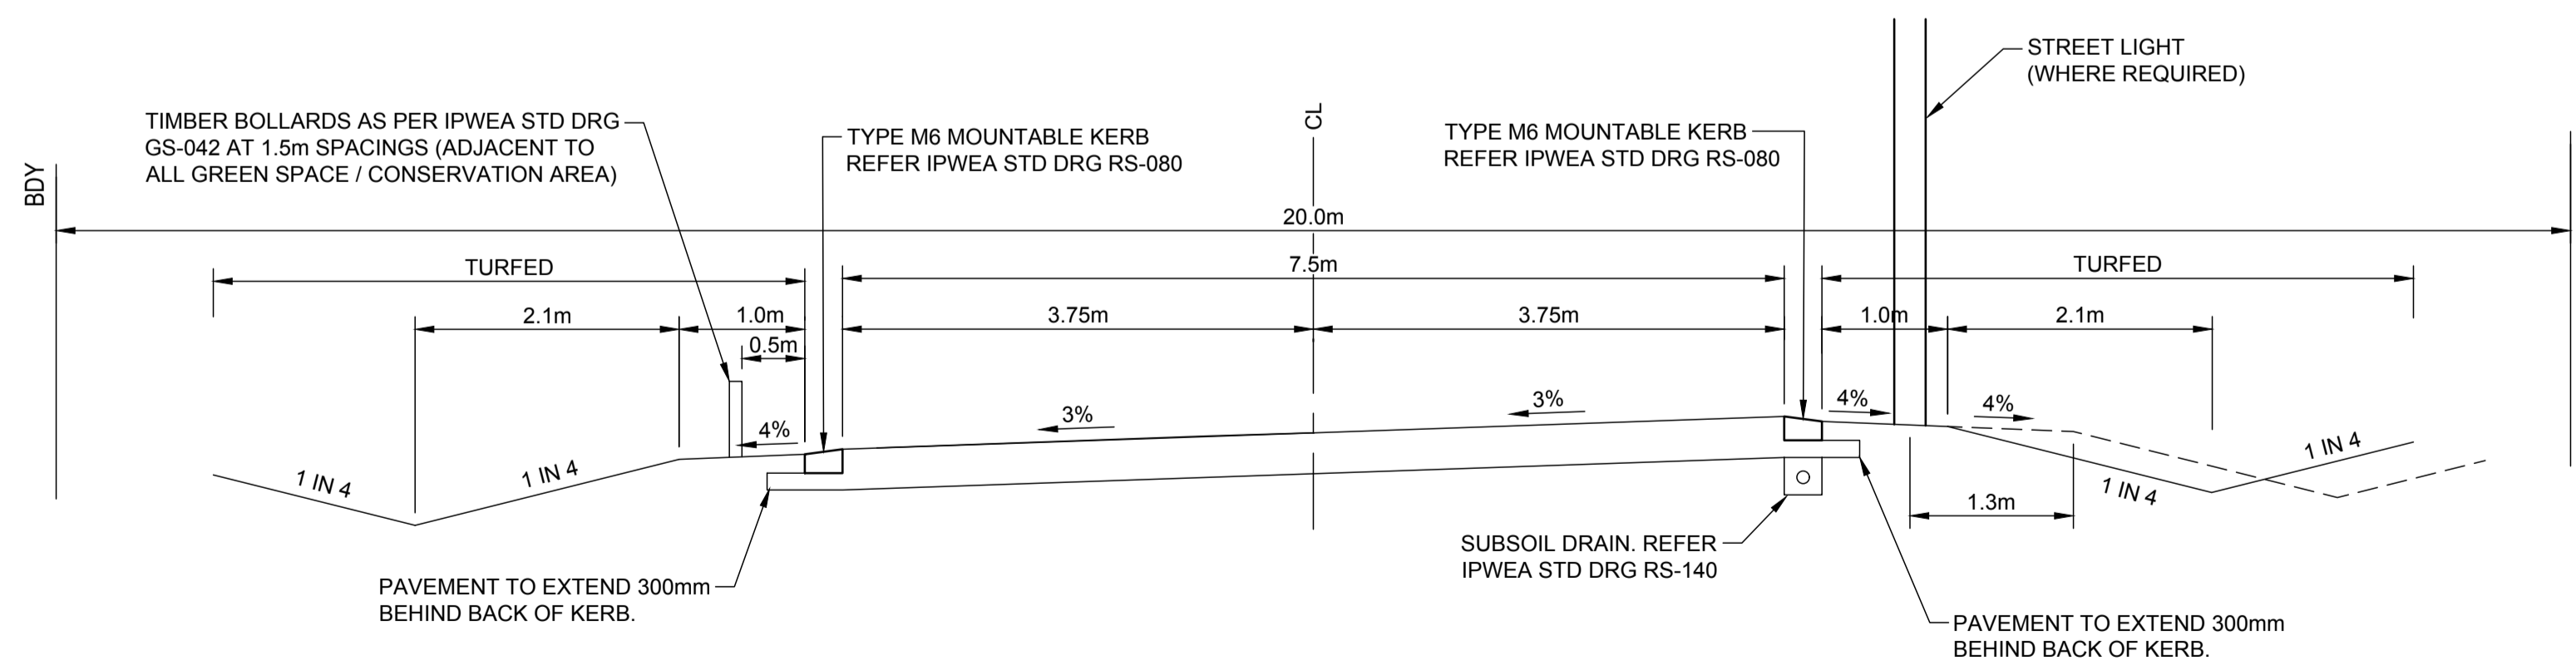 STREET LIGHT
(WHERE REQUIRED)
TIMBER BOLLARDS AS PER IPWEA STD DRG
GS-042 AT 1.5m SPACINGS (ADJACENT TO
ALL GREEN SPACE / CONSERVATION AREA)
TYPE M6 MOUNTABLE KERB
REFER IPWEA STD DRG RS-080
CL
TYPE M6 MOUNTABLE KERB
REFER IPWEA STD DRG RS-080
BDY
20.0m
TURFED
7.5m
TURFED
2.1m
1.0m
3.75m
3.75m
1.0m
2.1m
0.5m
4%
3%
3%
4%
4%
1 IN 4
1 IN 4
1 IN 4
1 IN 4
1.3m
SUBSOIL DRAIN. REFER
IPWEA STD DRG RS-140
PAVEMENT TO EXTEND 300mm
BEHIND BACK OF KERB.
PAVEMENT TO EXTEND 300mm
BEHIND BACK OF KERB.